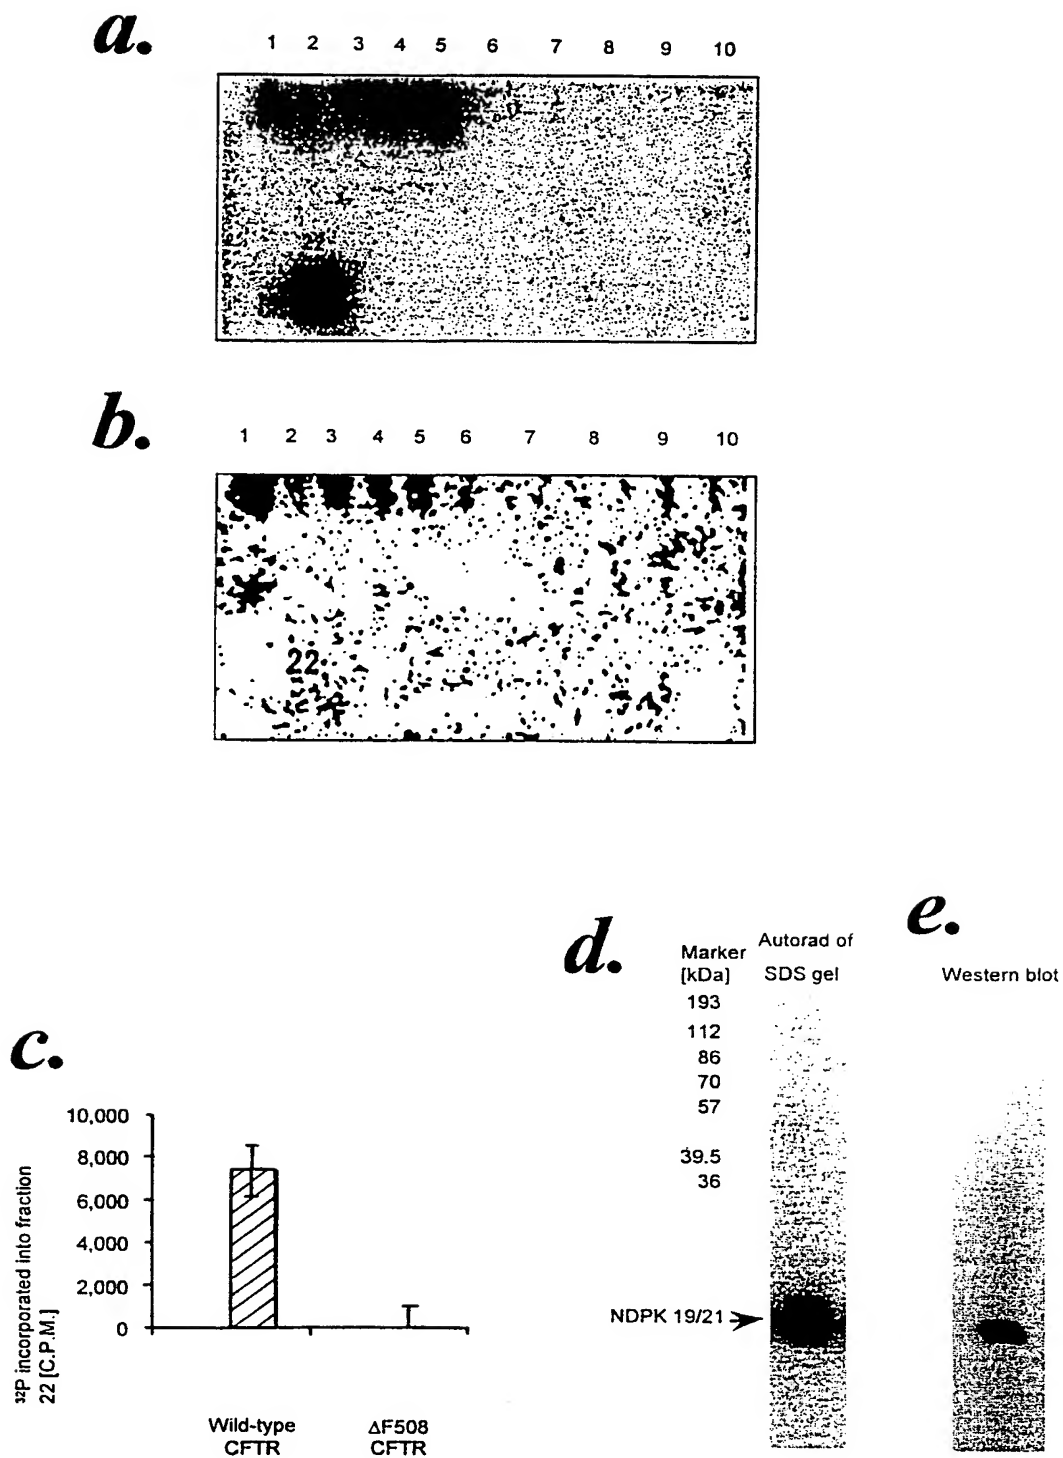 a.
1 2 3 4 5 6 7 8 9 10
22
b.
1 2 3 4 5 6 7 8 9 10
22
d.
Marker
[kDa]
Autorad of
SDS gel
193
112
86
70
57
39.5
36
NDPK 19/21
e.
Western blot
c.
10,000
8,000
6,000
4,000
2,000
0
³²P incorporated into fraction
22 [C.P.M.]
Wild-type
CFTR
ΔF508
CFTR